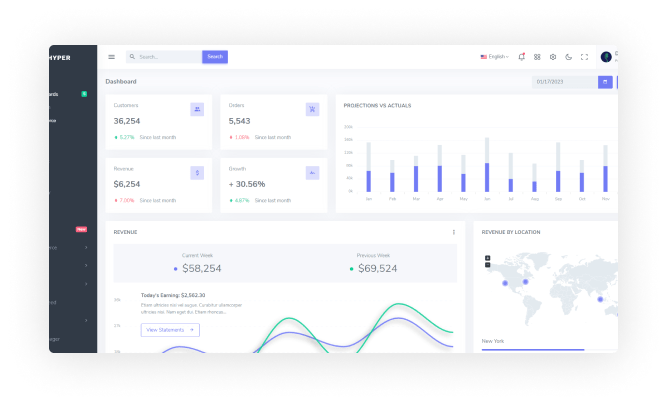 HYPER
Search...
Search
English
Dashboard
01/17/2023
Customers
36,254
5.27% Since last month
Orders
5,543
1.08% Since last month
Revenue
$6,254
7.00% Since last month
Growth
+ 30.56%
4.87% Since last month
PROJECTIONS VS ACTUALS
Jan Feb Mar Apr May Jun Jul Aug Sep Oct Nov
New
REVENUE
Current Week
$58,254
Previous Week
$69,524
Today's Earning: $2,562.30
Etiam ultricies nisi vel augue. Curabitur ullamcorper
ultricies nisi. Nam eget dui. Etiam rhoncus...
View Statements
REVENUE BY LOCATION
+
−
New York